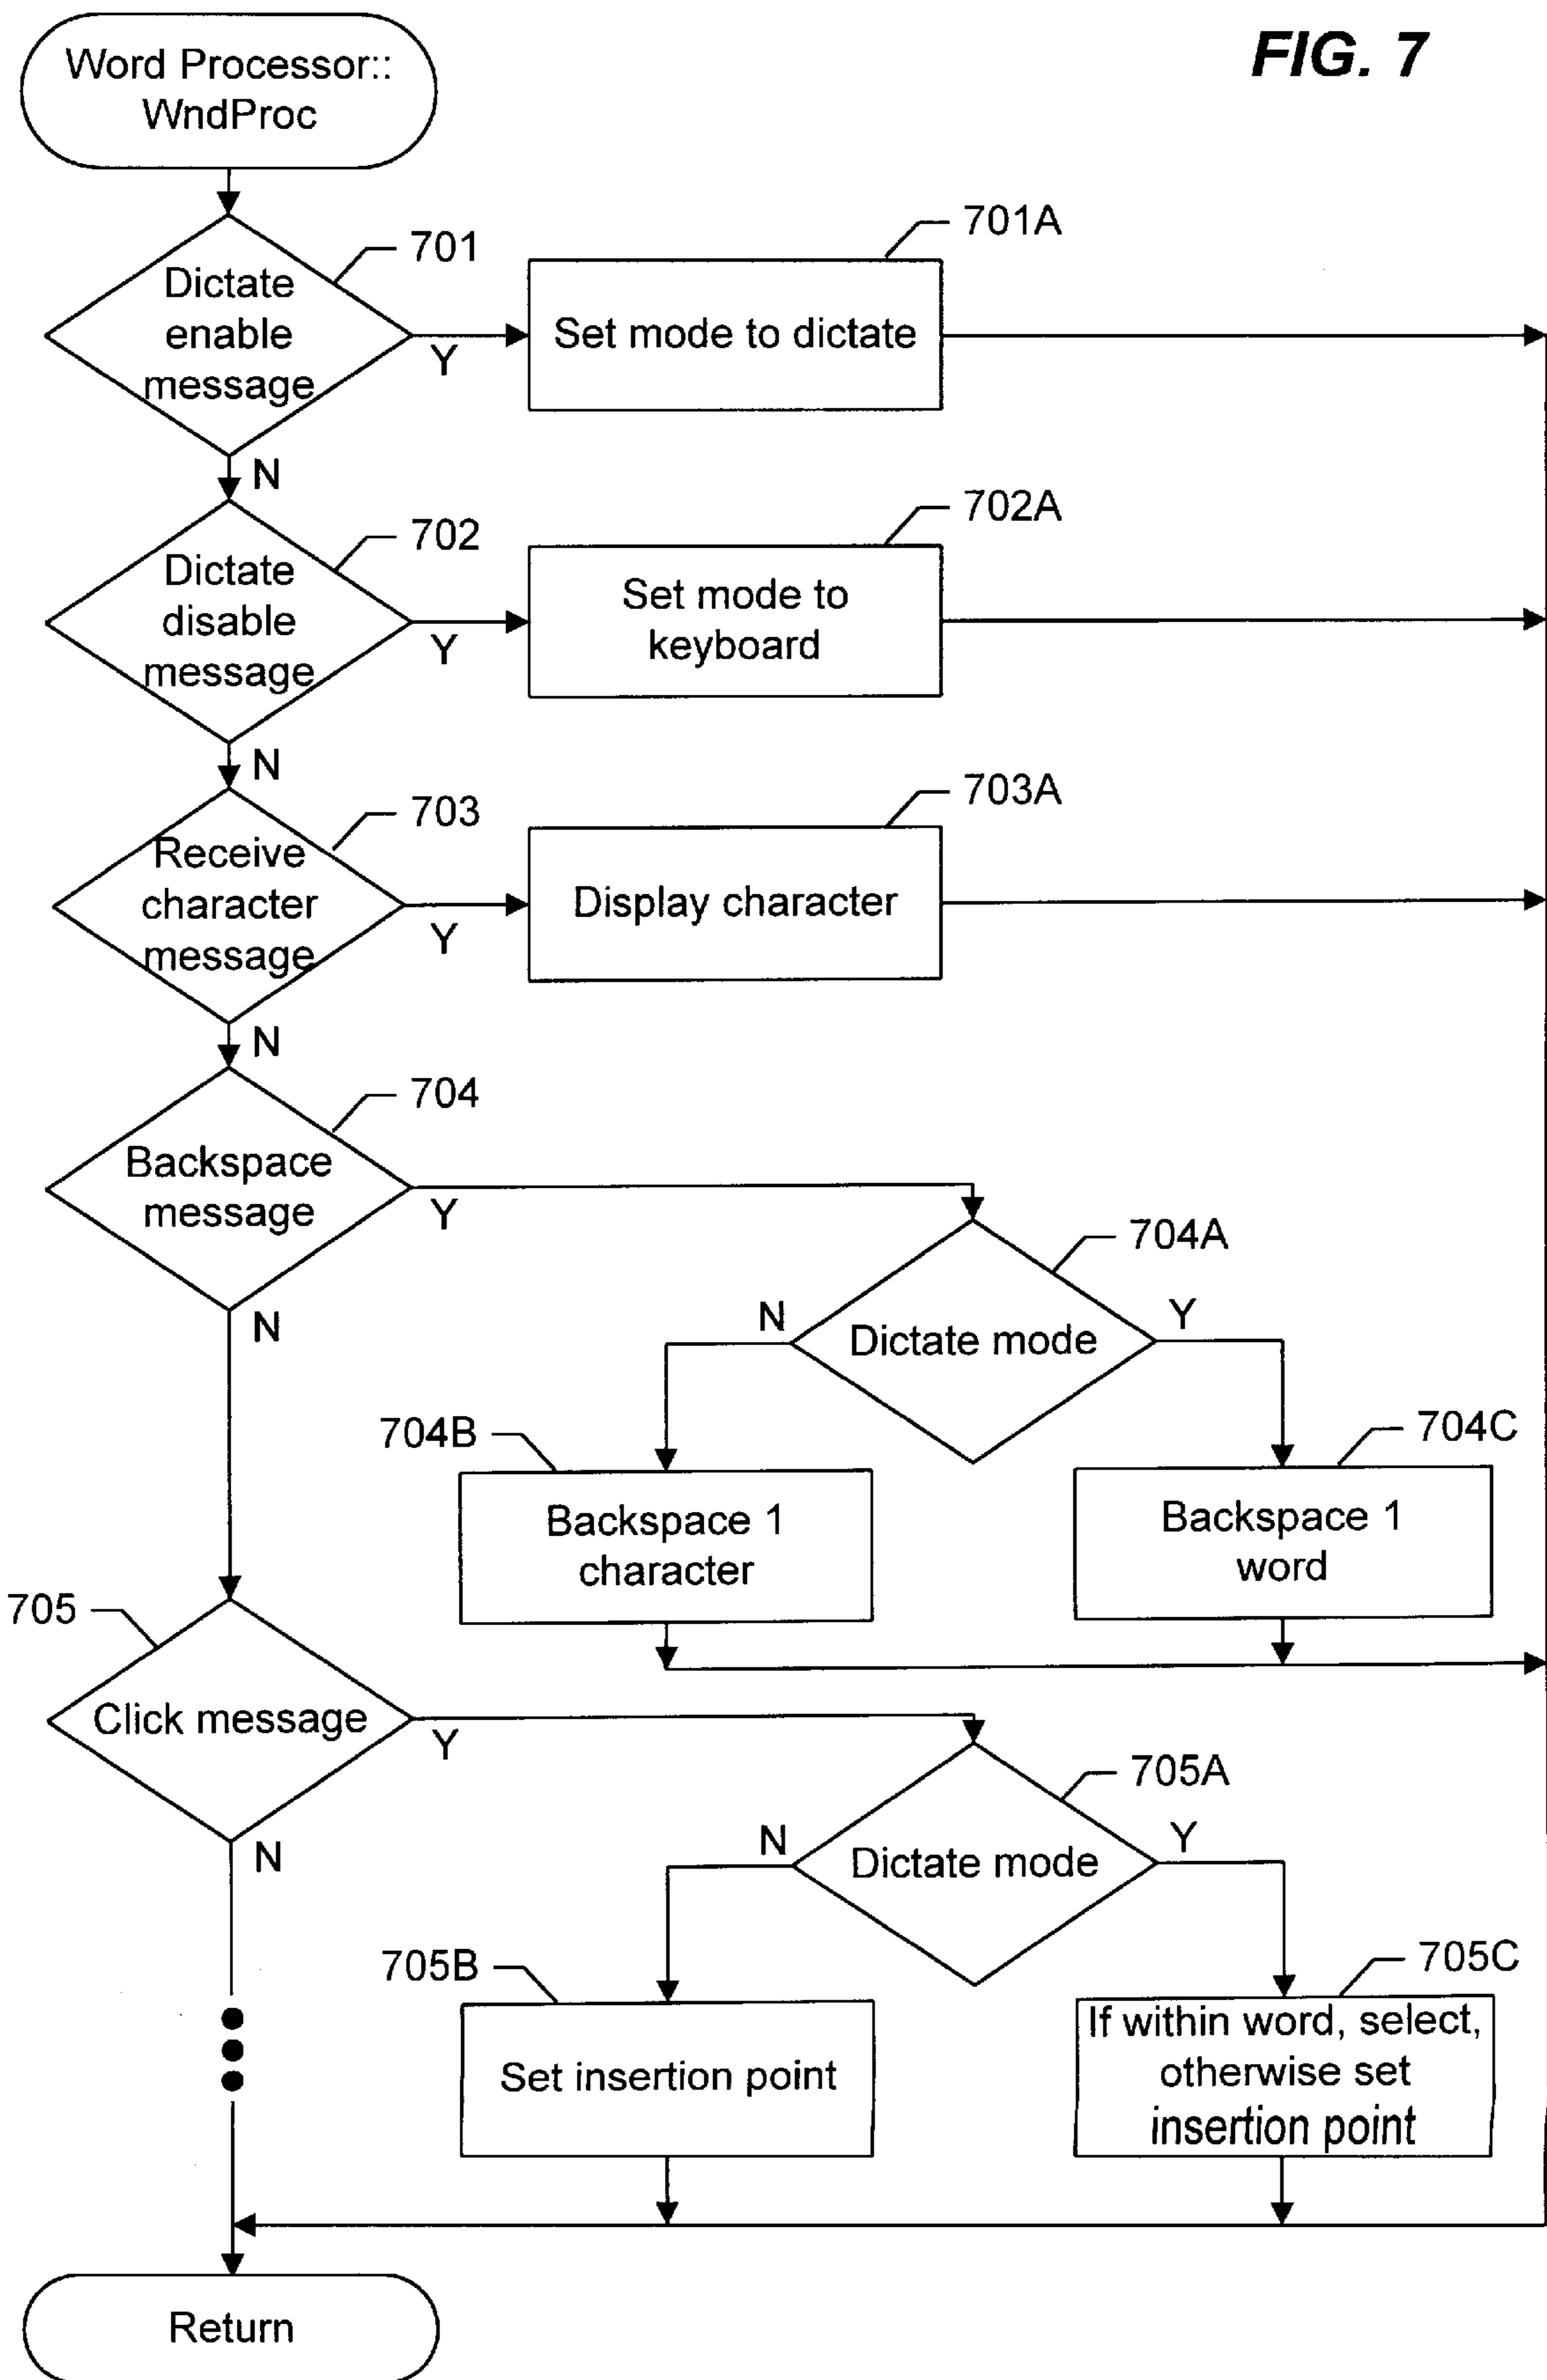 FIG. 7
Word Processor::
WndProc
701
Dictate
enable
message
Y
N
701A
Set mode to dictate
702
Dictate
disable
message
Y
N
702A
Set mode to
keyboard
703
Receive
character
message
Y
N
703A
Display character
704
Backspace
message
Y
N
704A
Dictate mode
N
Y
704B
Backspace 1
character
704C
Backspace 1
word
705
Click message
Y
N
705A
Dictate mode
N
Y
705B
Set insertion point
705C
If within word, select,
otherwise set
insertion point
Return